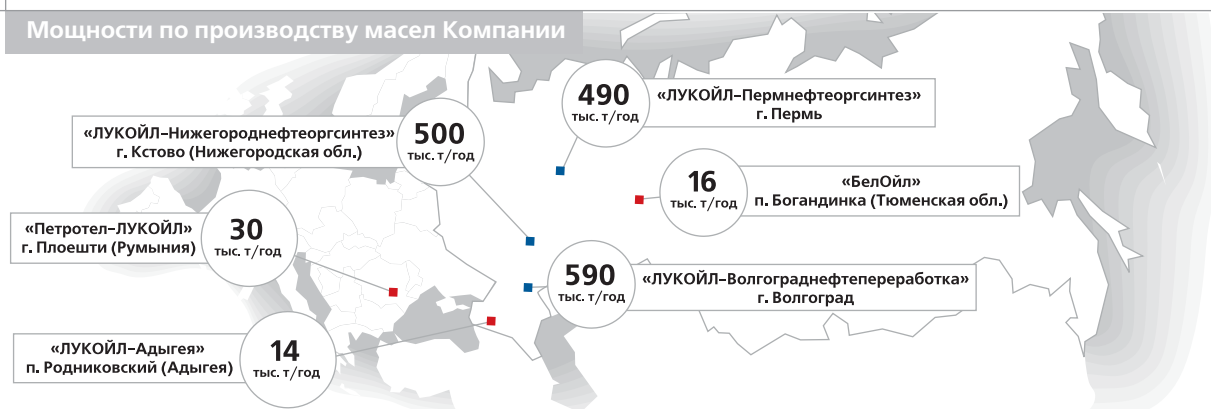 Мощности по производству масел Компании
490
тыс. т/год
«ЛУКОЙЛ–Пермнефтеоргсинтез»
г. Пермь
«ЛУКОЙЛ–Нижегороднефтеоргсинтез»
г. Кстово (Нижегородская обл.)
500
тыс. т/год
16
тыс. т/год
«БелОйл»
п. Богандинка (Тюменская обл.)
«Петротел–ЛУКОЙЛ»
г. Плоешти (Румыния)
30
тыс. т/год
590
тыс. т/год
«ЛУКОЙЛ–Волгограднефтепереработка»
г. Волгоград
«ЛУКОЙЛ–Адыгея»
п. Родниковский (Адыгея)
14
тыс. т/год